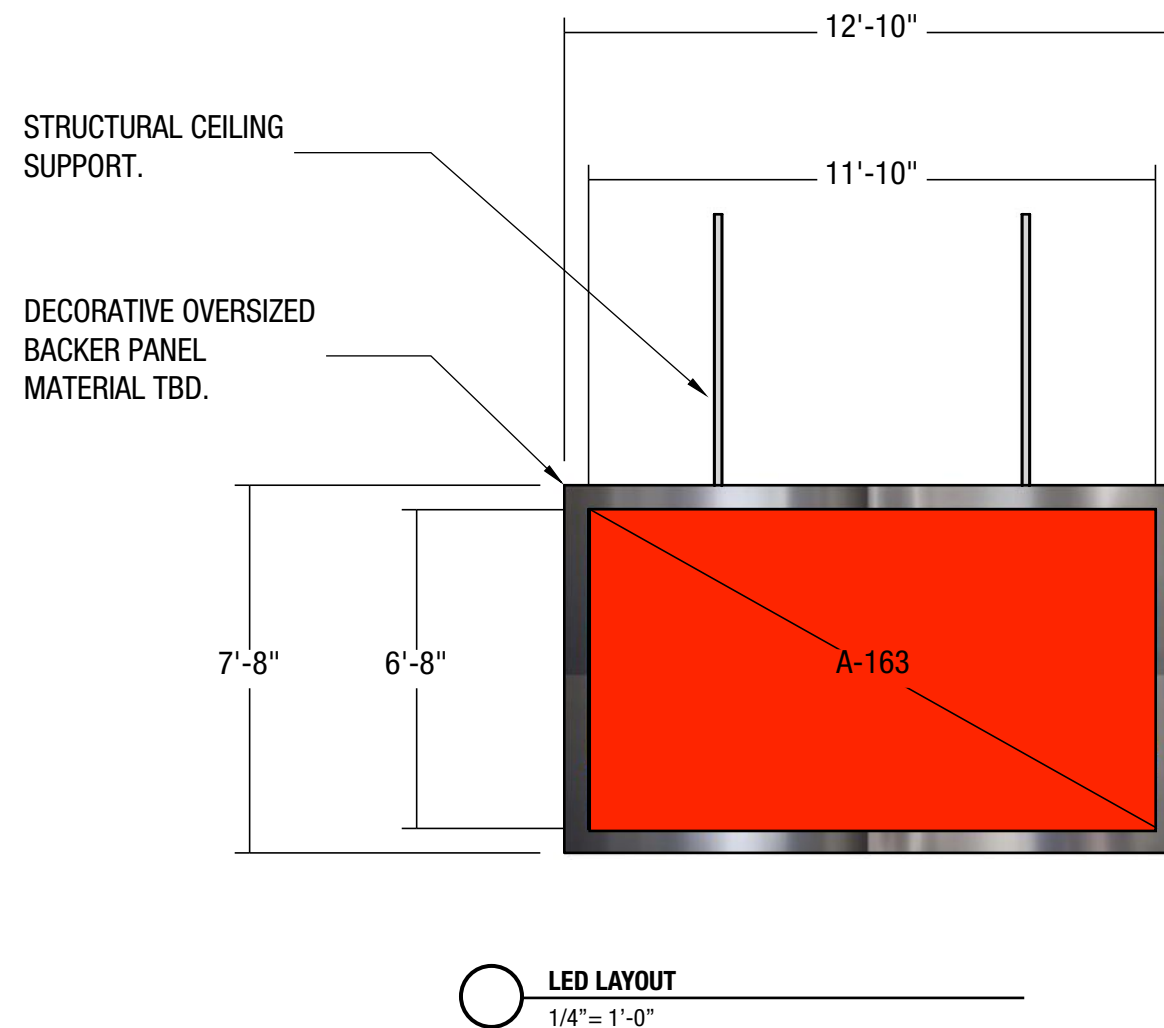 12'-10"
STRUCTURAL CEILING
SUPPORT.
11'-10"
DECORATIVE OVERSIZED
BACKER PANEL
MATERIAL TBD.
7'-8"
6'-8"
A-163
LED LAYOUT
1/4”= 1’-0”